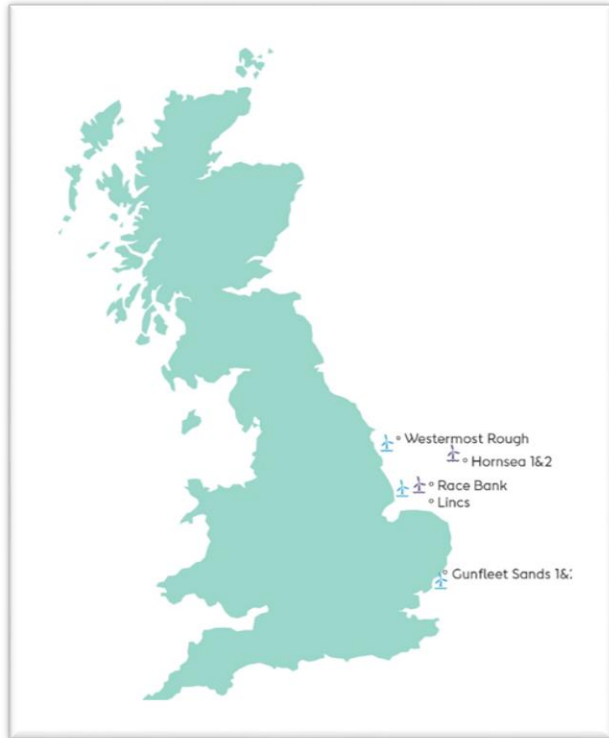 Westermost Rough
Hornsea 1&2
Race Bank
Lincs
Gunfleet Sands 1&